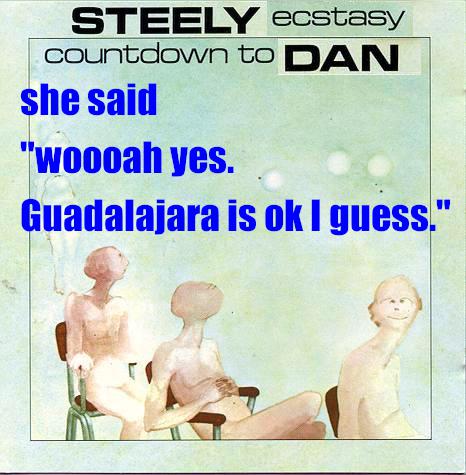 STEELY ecstasy
countdown to DAN
she said
"woooah yes.
Guadalajara is ok I guess."